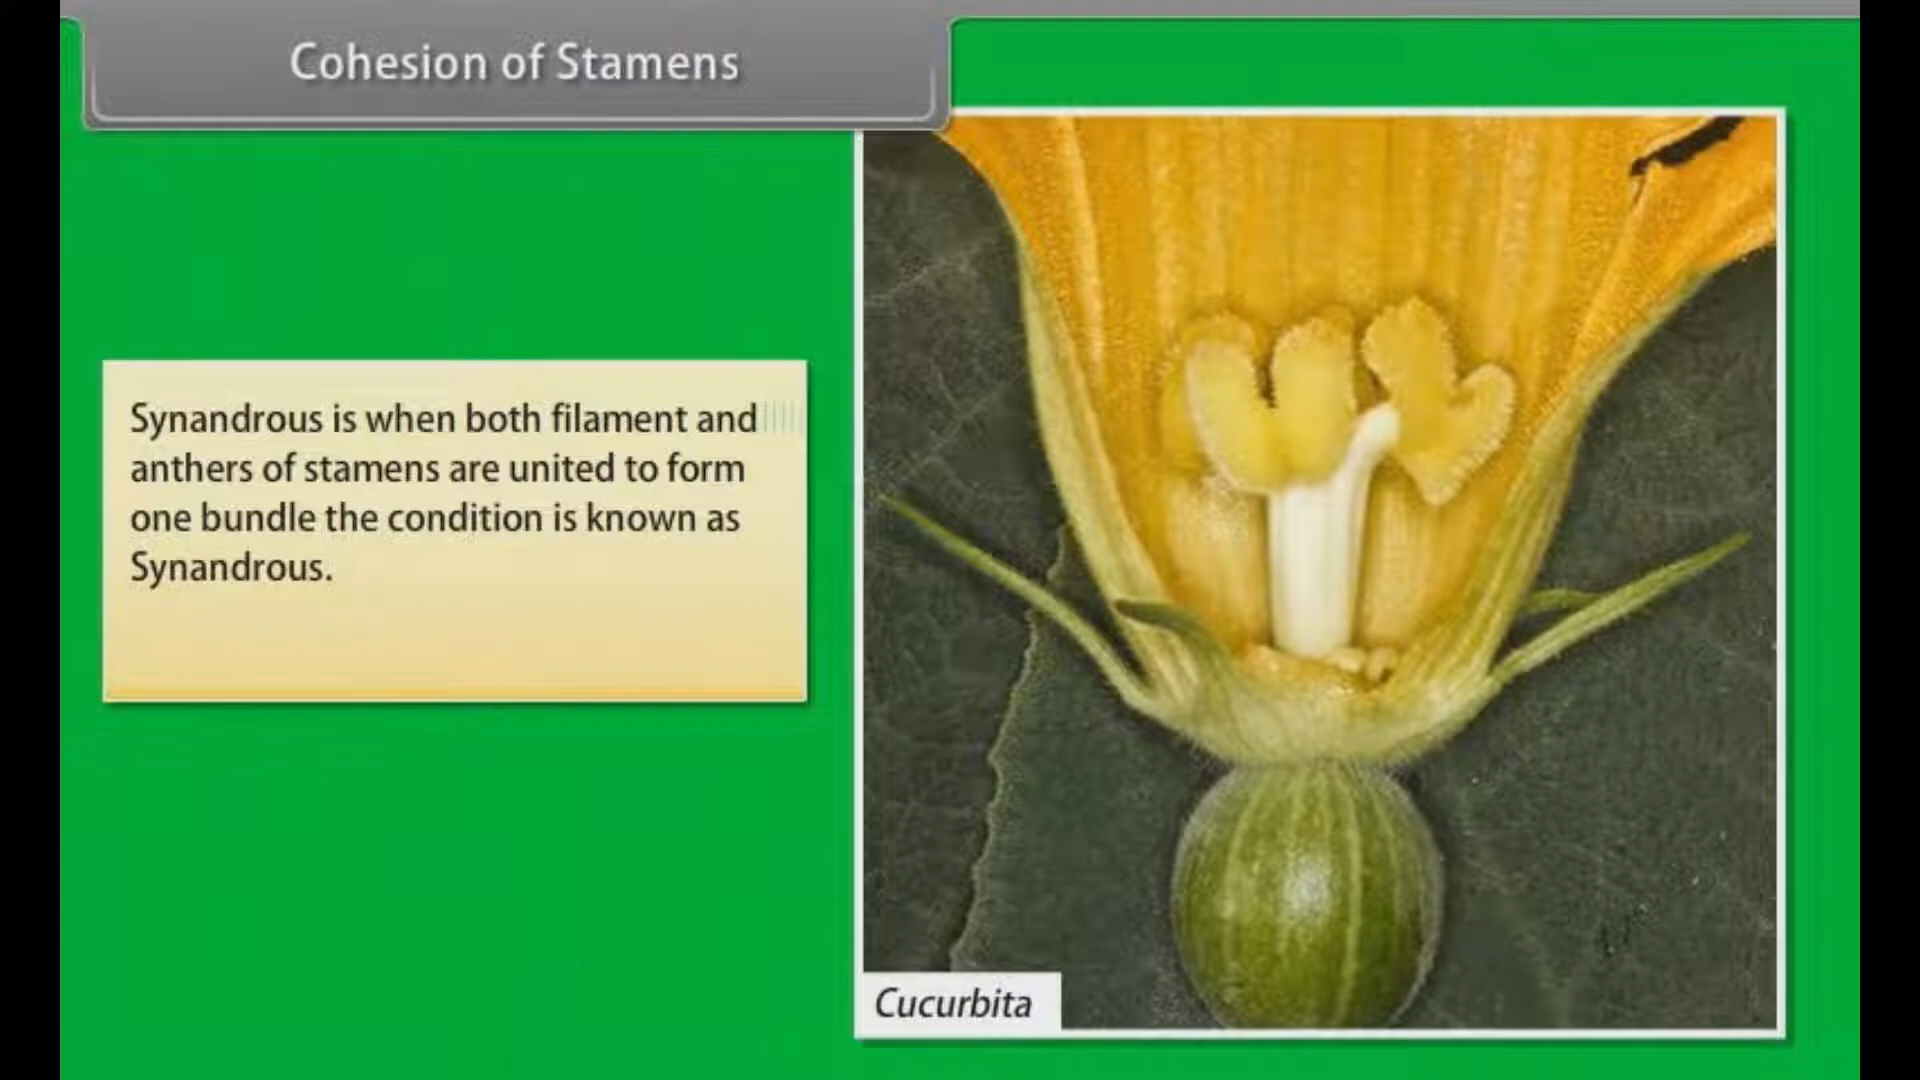 Cohesion of Stamens
Synandrous is when both filament and
anthers of stamens are united to form
one bundle the condition is known as
Synandrous.
Cucurbita